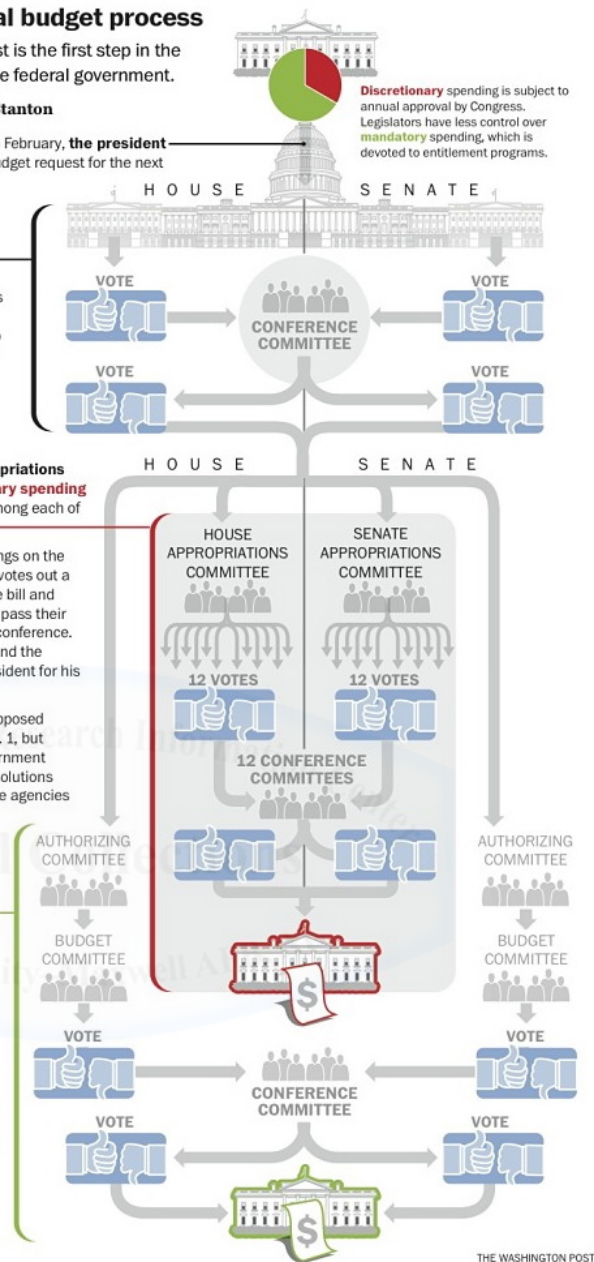 al budget process
st is the first step in the
e federal government.
Stanton
February, the president
udget request for the next
Discretionary spending is subject to
annual approval by Congress.
Legislators have less control over
mandatory spending, which is
devoted to entitlement programs.
HOUSE SENATE
VOTE VOTE
CONFERENCE
COMMITTEE
VOTE VOTE
HOUSE SENATE
priations
ary spending
mong each of
ngs on the
votes out a
e bill and
pass their
conference.
nd the
sident for his
posed
. 1, but
rnment
olutions
e agencies
HOUSE
APPROPRIATIONS
COMMITTEE
SENATE
APPROPRIATIONS
COMMITTEE
12 VOTES 12 VOTES
12 CONFERENCE
COMMITTEES
AUTHORIZING
COMMITTEE
AUTHORIZING
COMMITTEE
BUDGET
COMMITTEE
BUDGET
COMMITTEE
$
VOTE VOTE
CONFERENCE
COMMITTEE
VOTE VOTE
$
THE WASHINGTON POST